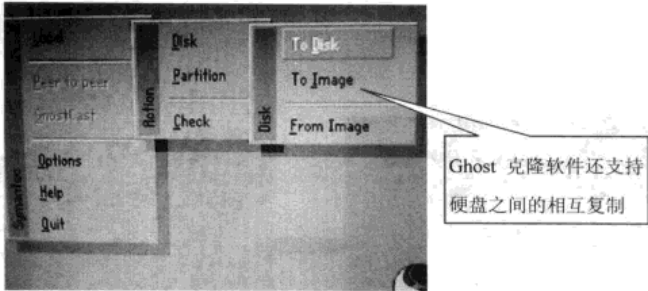 Local
Peer to peer
GhostCast
Options
Help
Quit
Symantec
Disk
Partition
Check
Action
To Disk
To Image
From Image
Disk
Ghost 克隆软件还支持
硬盘之间的相互复制